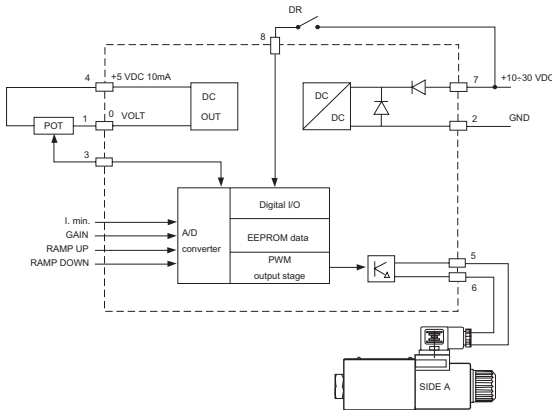 DR
8
4
+5 VDC 10mA
DC
OUT
DC
DC
7
+10÷30 VDC
POT
1
0
VOLT
2
GND
3
Digital I/O
I. min.
GAIN
RAMP UP
RAMP DOWN
A/D
converter
EEPROM data
PWM
output stage
5
6
SIDE A